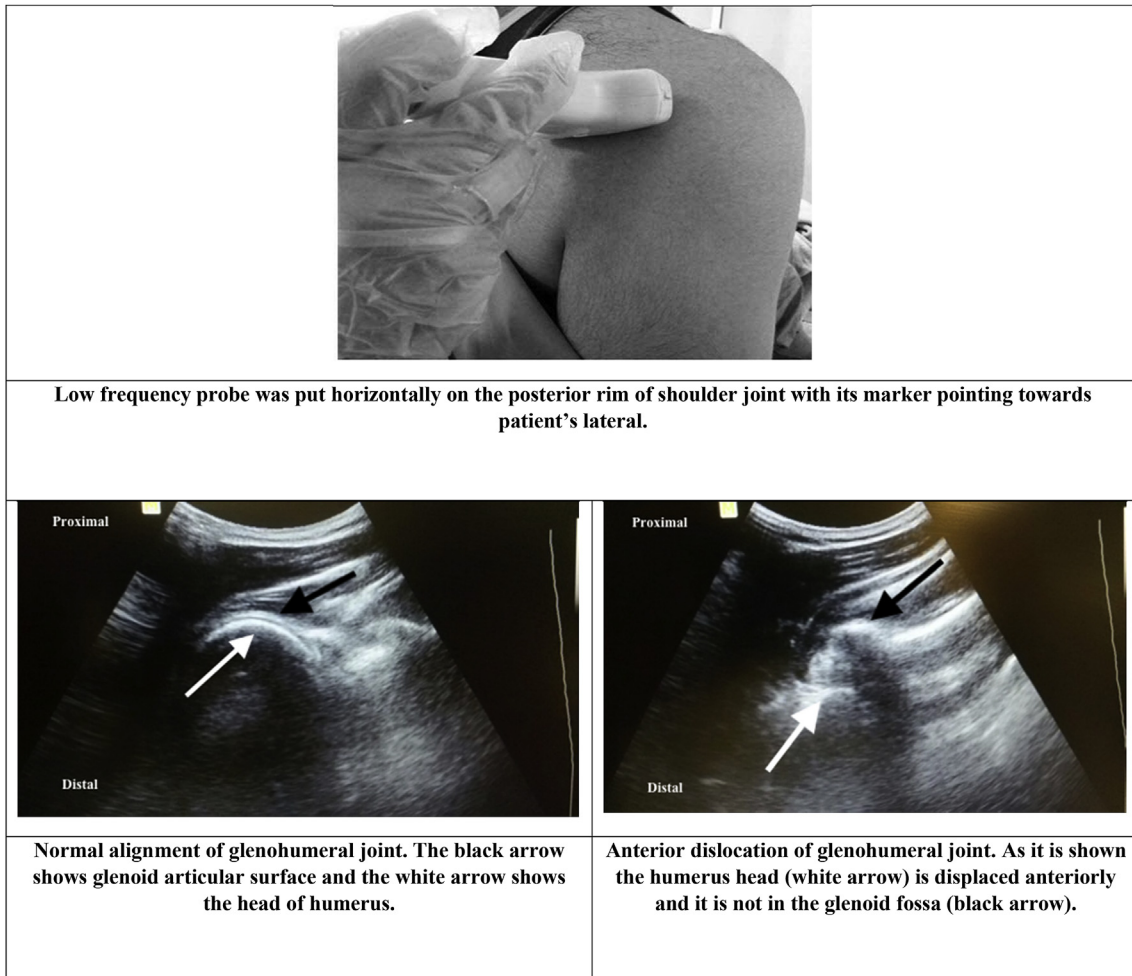 Low frequency probe was put horizontally on the posterior rim of shoulder joint with its marker pointing towards
patient's lateral.
Proximal
Distal
Proximal
Distal
Normal alignment of glenohumeral joint. The black arrow
shows glenoid articular surface and the white arrow shows
the head of humerus.
Anterior dislocation of glenohumeral joint. As it is shown
the humerus head (white arrow) is displaced anteriorly
and it is not in the glenoid fossa (black arrow).